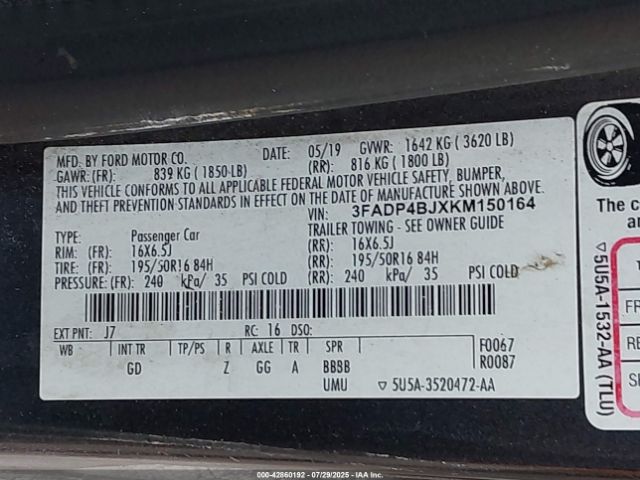 MFD. BY FORD MOTOR CO. DATE: 05/19 GVWR: 1642 KG ( 3620 LB)
GAWR: (FR): 839 KG ( 1850-LB) (RR): 816 KG ( 1800 LB)
THIS VEHICLE CONFORMS TO ALL APPLICABLE FEDERAL MOTOR VEHICLE SAFETY, BUMPER,
AND THEFT PREVENTION STANDARDS IN EFFECT ON THE DATE OF MANUFACTURE SHOWN ABOVE.
VIN: 3FADP4BJXKM150164
TRAILER TOWING - SEE OWNER GUIDE
TYPE: Passenger Car
RIM: (FR): 16X6.5J (RR): 16X6.5J
TIRE: (FR): 195/50R16 84H (RR): 195/50R16 84H
PRESSURE: (FR): 240 kPa/ 35 PSI COLD (RR): 240 kPa/ 35 PSI COLD
EXT PNT: J7 RC: 16 DSO:
WB INT TR TP/PS R AXLE TR SPR F0067
GD Z GG A BBBB R0087
UMU ▽ 5U5A-3520472-AA
The c
and
▽5U5A-1532-AA (TLU)
FR
RE
000-42860192 - 07/29/2025 - IAAI, Inc.